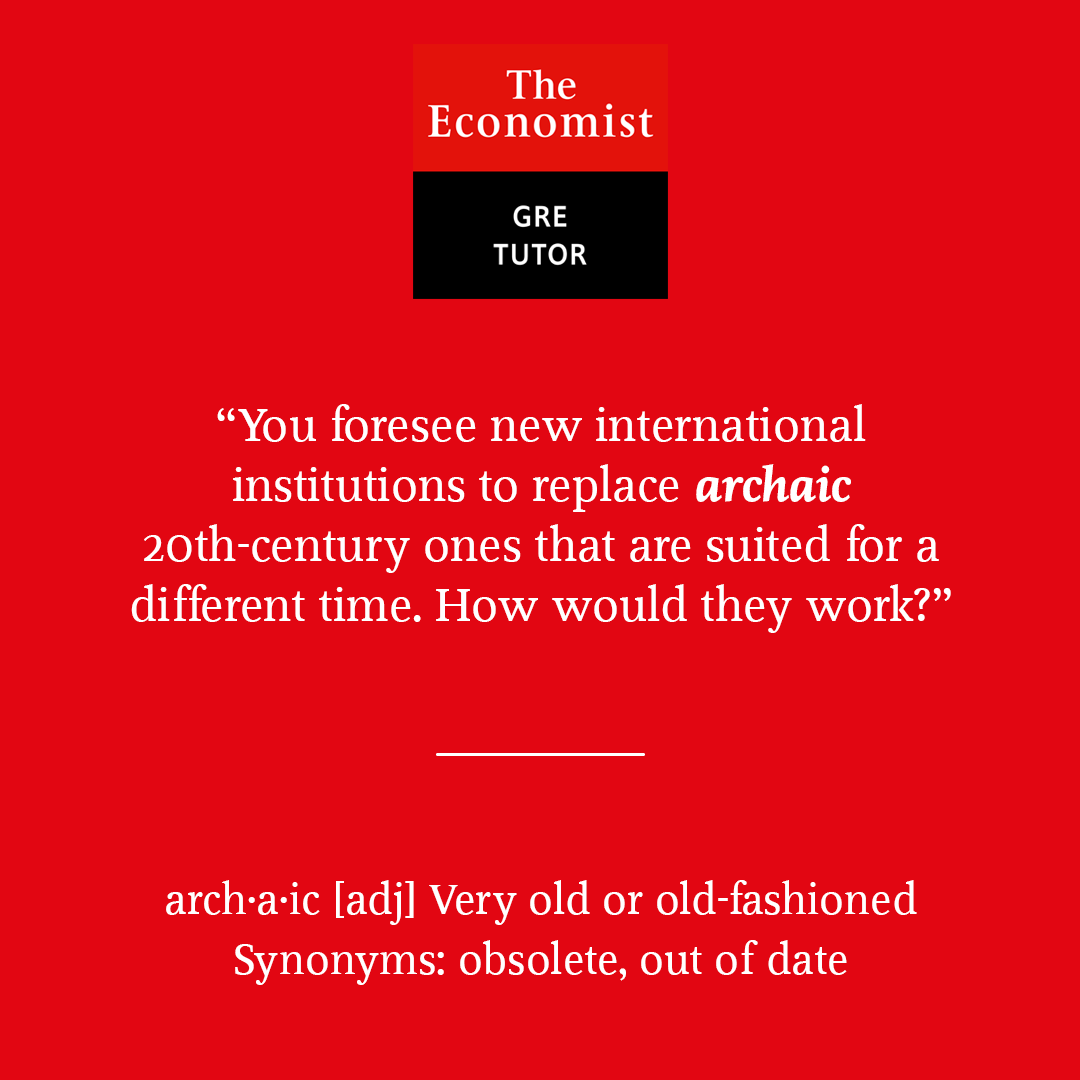 The
Economist
GRE
TUTOR
“You foresee new international
institutions to replace archaic
20th-century ones that are suited for a
different time. How would they work?”
arch·a·ic [adj] Very old or old-fashioned
Synonyms: obsolete, out of date